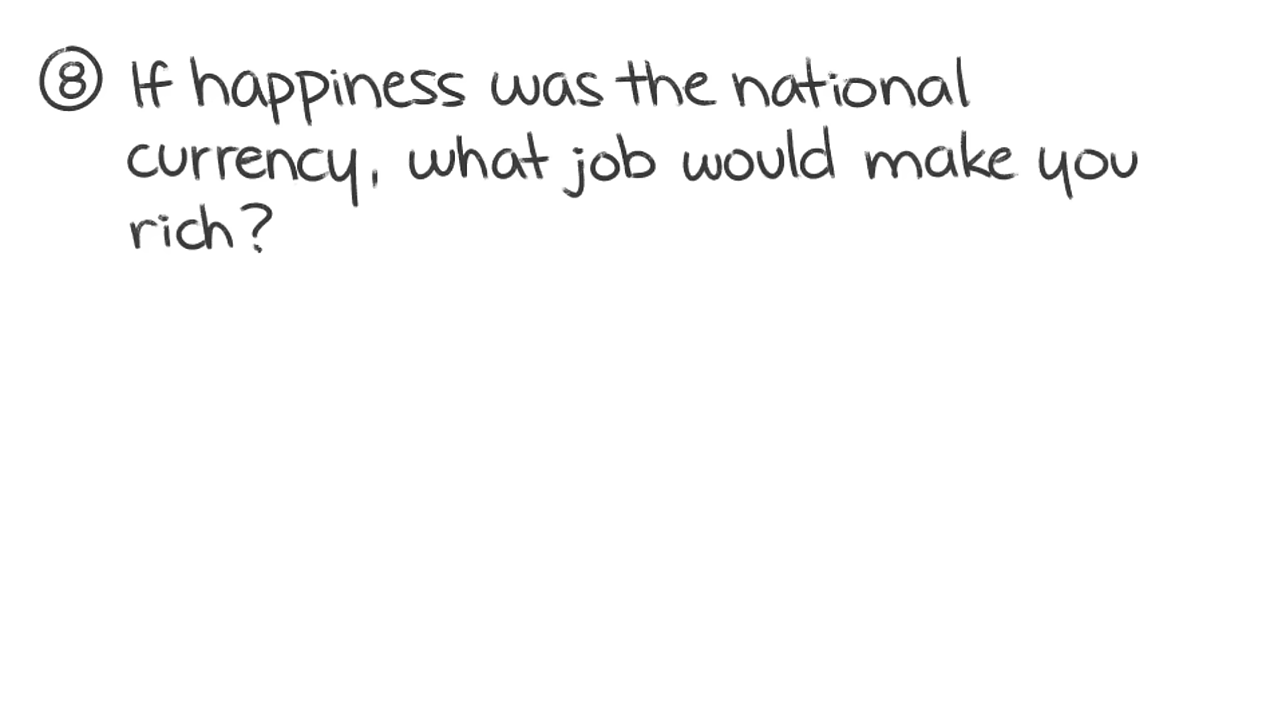 ⑧ If happiness was the national
currency, what job would make you
rich?